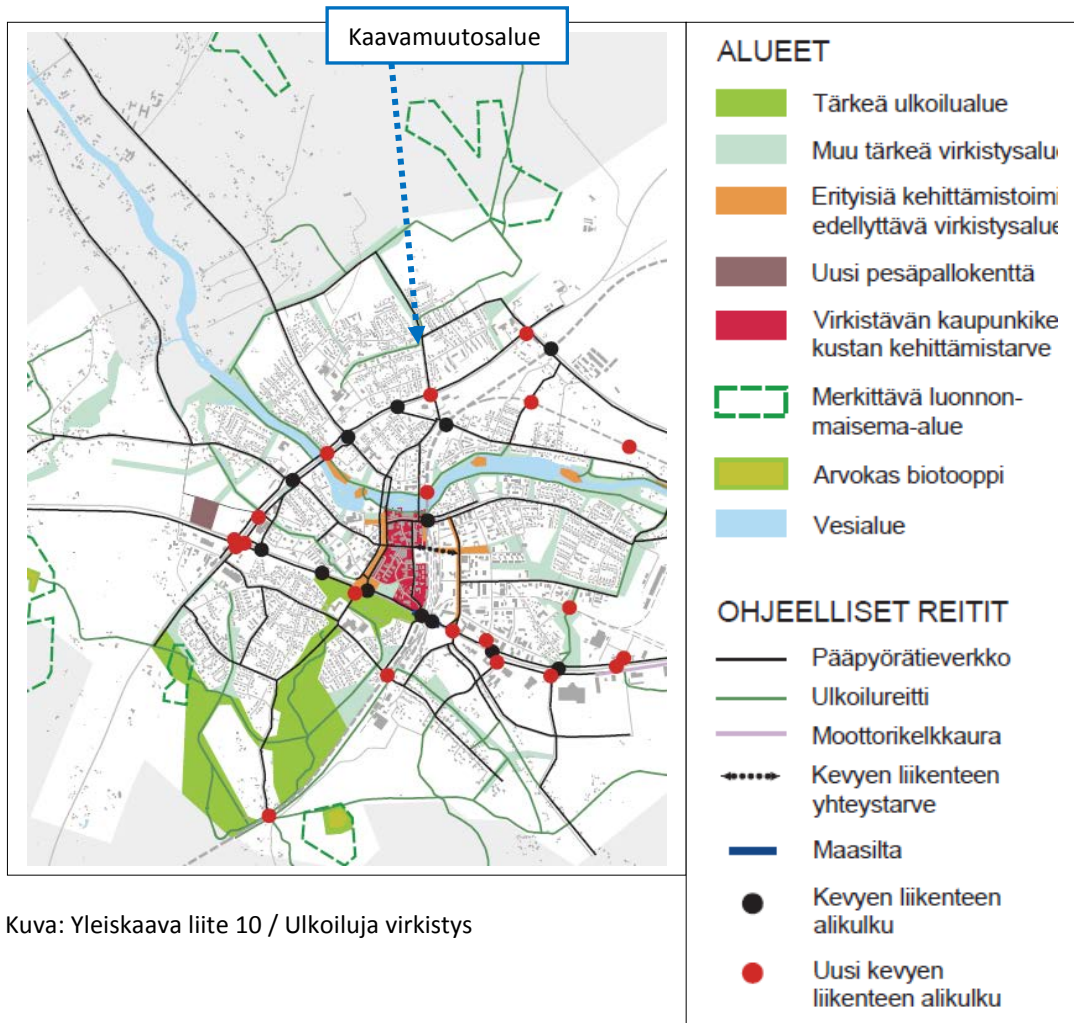 Kaavamuutosalue
ALUEET
Tärkeä ulkoilualue
Muu tärkeä virkistysalu
Erityisiä kehittämistoimi
edellyttävä virkistysalue
Uusi pesäpallokenttä
Virkistävän kaupunkike
kustan kehittämistarve
Merkittävä luonnon-
maisema-alue
Arvokas biotooppi
Vesialue
OHJEELLISET REITIT
Pääpyörätieverkko
Ulkoilureitti
Moottorikelkkaura
Kevyen liikenteen
yhteystarve
Maasilta
Kevyen liikenteen
alikulku
Uusi kevyen
liikenteen alikulku
Kuva: Yleiskaava liite 10 / Ulkoiluja virkistys